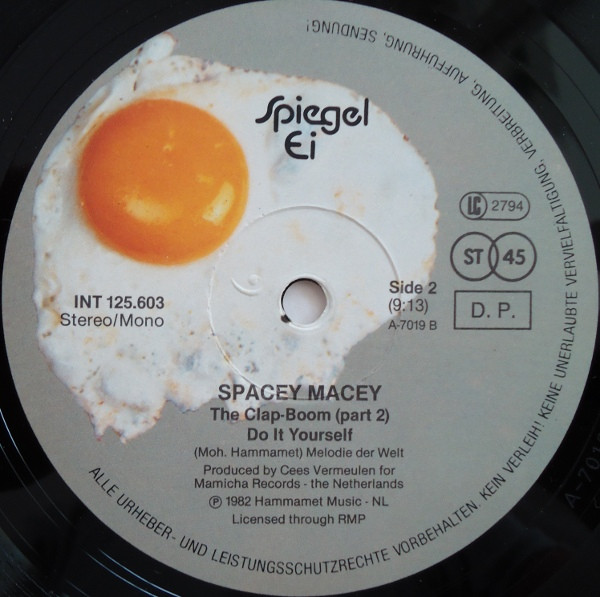 Spiegel
Ei
LC 2794
ST 45
D. P.
INT 125.603
Stereo/Mono
Side 2
(9:13)
A-7019 B
SPACEY MACEY
The Clap-Boom (part 2)
Do It Yourself
(Moh. Hammamet) Melodie der Welt
Produced by Cees Vermeulen for
Mamicha Records - the Netherlands
℗ 1982 Hammamet Music - NL
Licensed through RMP
ALLE URHEBER- UND LEISTUNGSSCHUTZRECHTE VORBEHALTEN. KEIN VERLEIH! KEINE UNERLAUBTE VERVIELFÄLTIGUNG, VERBREITUNG, AUFFÜHRUNG, SENDUNG!